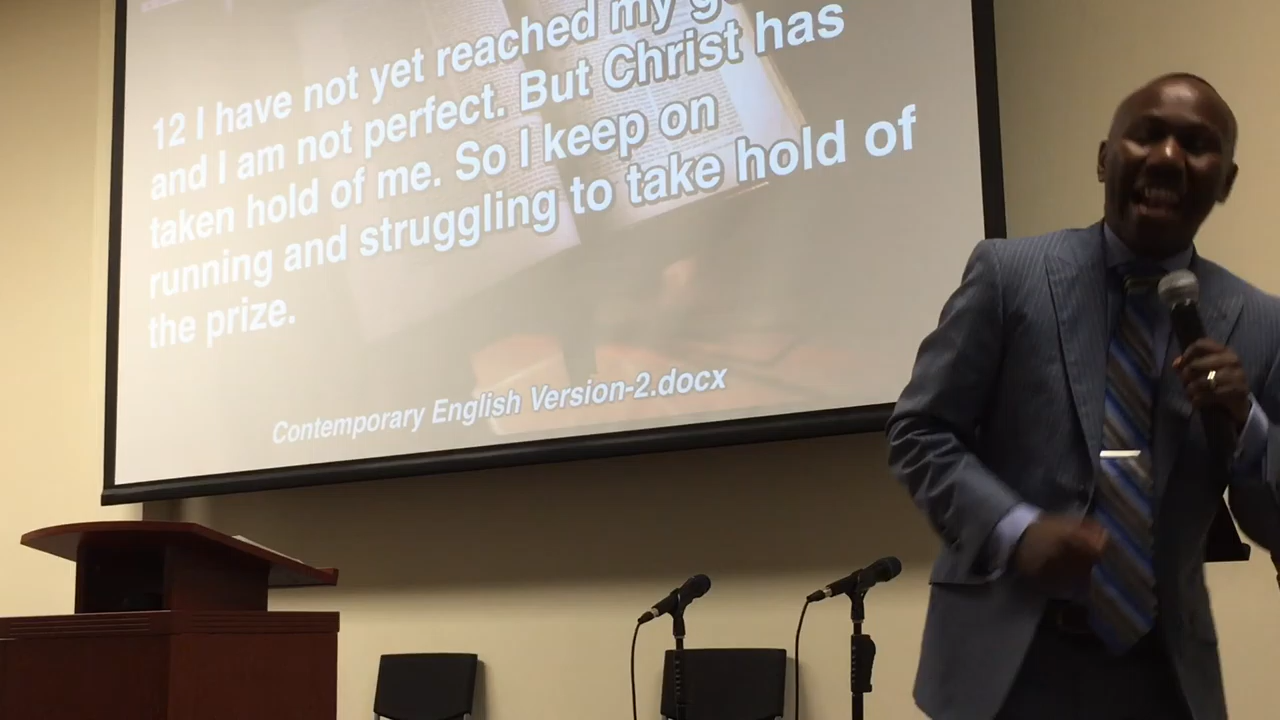 12 I have not yet reached my
and I am not perfect. But Christ has
taken hold of me. So I keep on
running and struggling to take hold of
the prize.
Contemporary English Version-2.docx